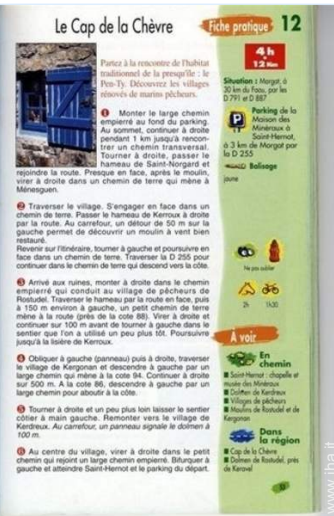 Le Cap de la Chèvre
Fiche pratique 12
4 h
12 Km
Partez à la rencontre de l'habitat
traditionnel de la presqu'île : le
Pen-Ty. Découvrez les villages
rénovés de marins pêcheurs.
Situation : Morgat, à
30 km du Faou, par les
D 791 et D 887
P
Parking de la
Maison des
Minéraux à
Saint-Hernot,
à 3 km de Morgat par
la D 255
Balisage
jaune
1 Monter le large chemin
empierré au fond du parking.
Au sommet, continuer à droite
pendant 1 km jusqu'à rencon-
trer un chemin transversal.
Tourner à droite, passer le
hameau de Saint-Norgard et
rejoindre la route. Presque en face, après le moulin,
virer à droite dans un chemin de terre qui mène à
Ménesguen.
2 Traverser le village. S'engager en face dans un
chemin de terre. Passer le hameau de Kerroux à droite
par la route. Au carrefour, un détour de 50 m sur la
gauche permet de découvrir un moulin à vent bien
restauré.
Revenir sur l'itinéraire, tourner à gauche et poursuivre en
face dans un chemin de terre. Traverser la D 255 pour
continuer dans le chemin de terre qui descend vers la côte.
Ne pas oublier
3 Arrivé aux ruines, monter à droite dans le chemin
empierré qui conduit au village de pêcheurs de
Rostudel. Traverser le hameau par la route en face, puis
à 150 m environ à gauche, un petit chemin de terre
mène à la route (près de la cote 88). Virer à droite et
continuer sur 100 m avant de tourner à gauche dans le
sentier que l'on a utilisé un peu plus tôt. Poursuivre
jusqu'à la lisière de Kerroux.
2h
1h30
À voir
4 Obliquer à gauche (panneau) puis à droite, traverser
le village de Kergonan et descendre à gauche par un
large chemin qui mène à la cote 94. Continuer à droite
sur 500 m. A la cote 86, descendre à gauche par un
large chemin pour aboutir à la côte.
En
chemin
Saint-Hernot : chapelle et
musée des Minéraux
Dolmen de Kerdreux
Villages de pêcheurs
Moulins de Rostudel et de
Kergonan
5 Tourner à droite et un peu plus loin laisser le sentier
côtier à main gauche. Remonter vers le village de
Kerdreux. Au carrefour, un panneau signale le dolmen à
100 m.
Dans
la région
Cap de la Chèvre
Dolmen de Rostudel, près
de Keravel
6 Au centre du village, virer à droite dans le petit
chemin qui rejoint un large chemin empierré. Bifurquer à
gauche et atteindre Saint-Hernot et le parking du départ.
www.iha.it